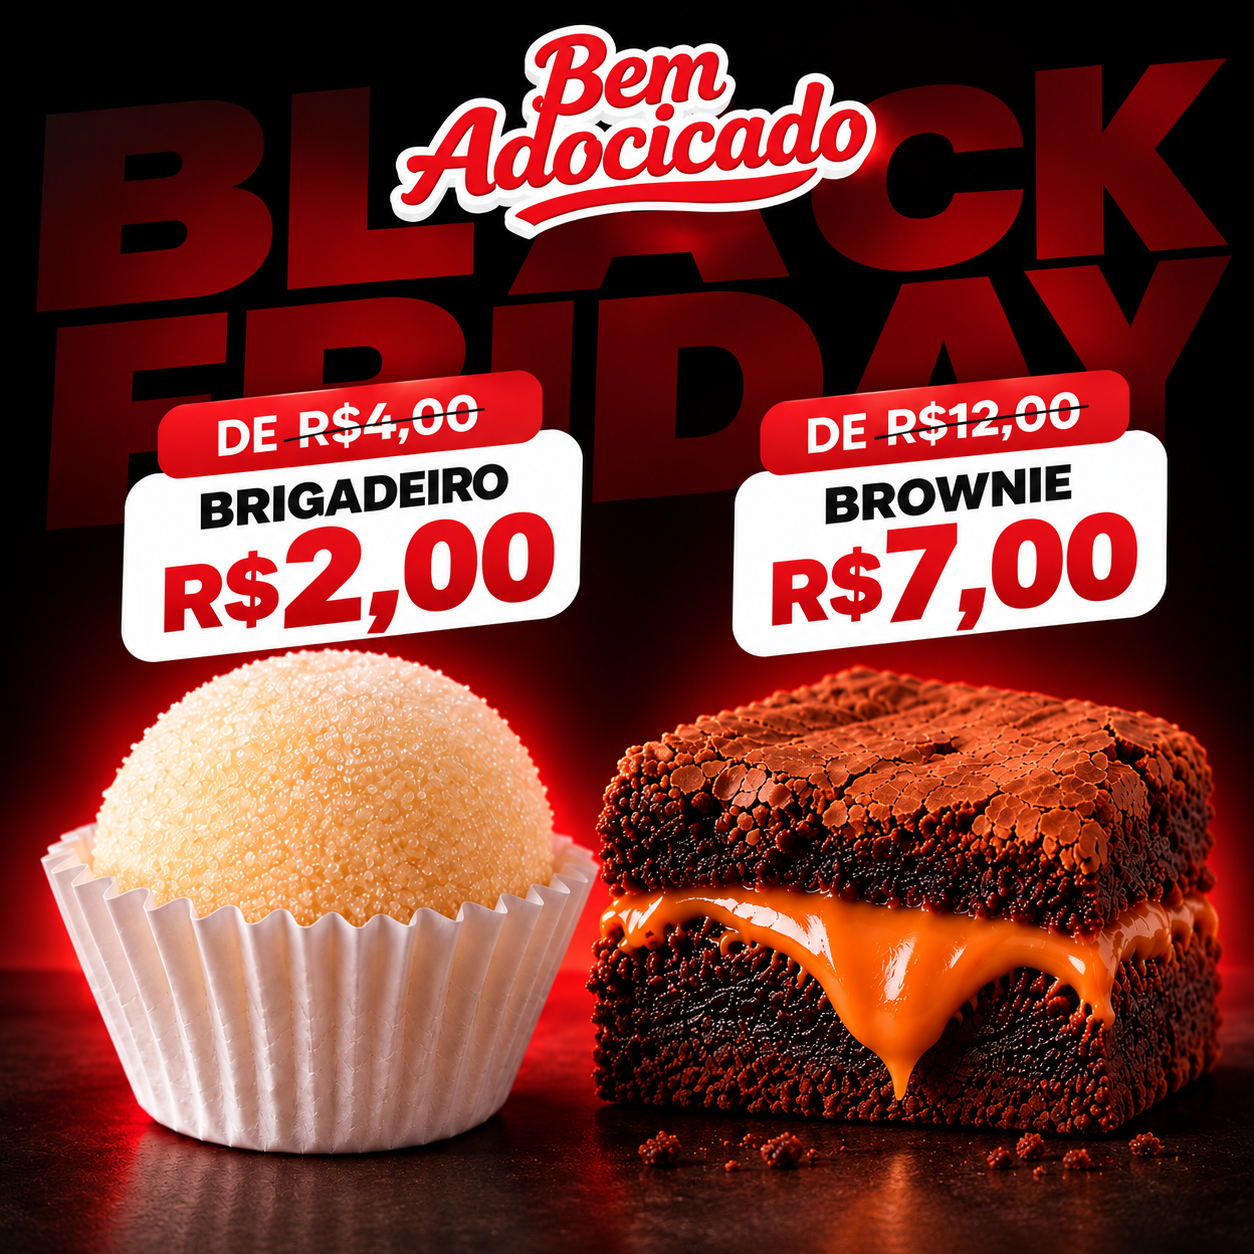 Bem
Adocicado
BLACK
FRIDAY
DE R$4,00
BRIGADEIRO
R$2,00
DE R$12,00
BROWNIE
R$7,00